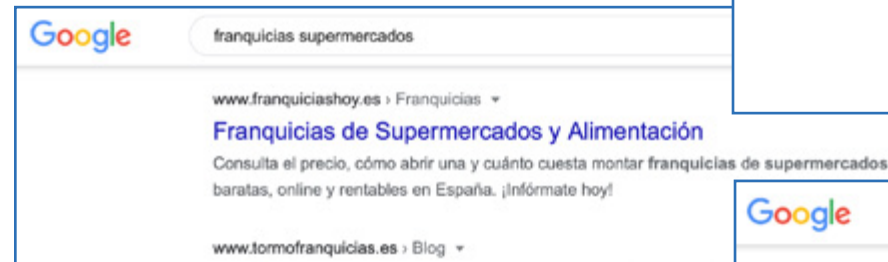 Google
franquicias supermercados
www.franquiciashoy.es › Franquicias
Franquicias de Supermercados y Alimentación
Consulta el precio, cómo abrir una y cuánto cuesta montar franquicias de supermercados
baratas, online y rentables en España. ¡Infórmate hoy!
Google
www.tormofranquicias.es › Blog